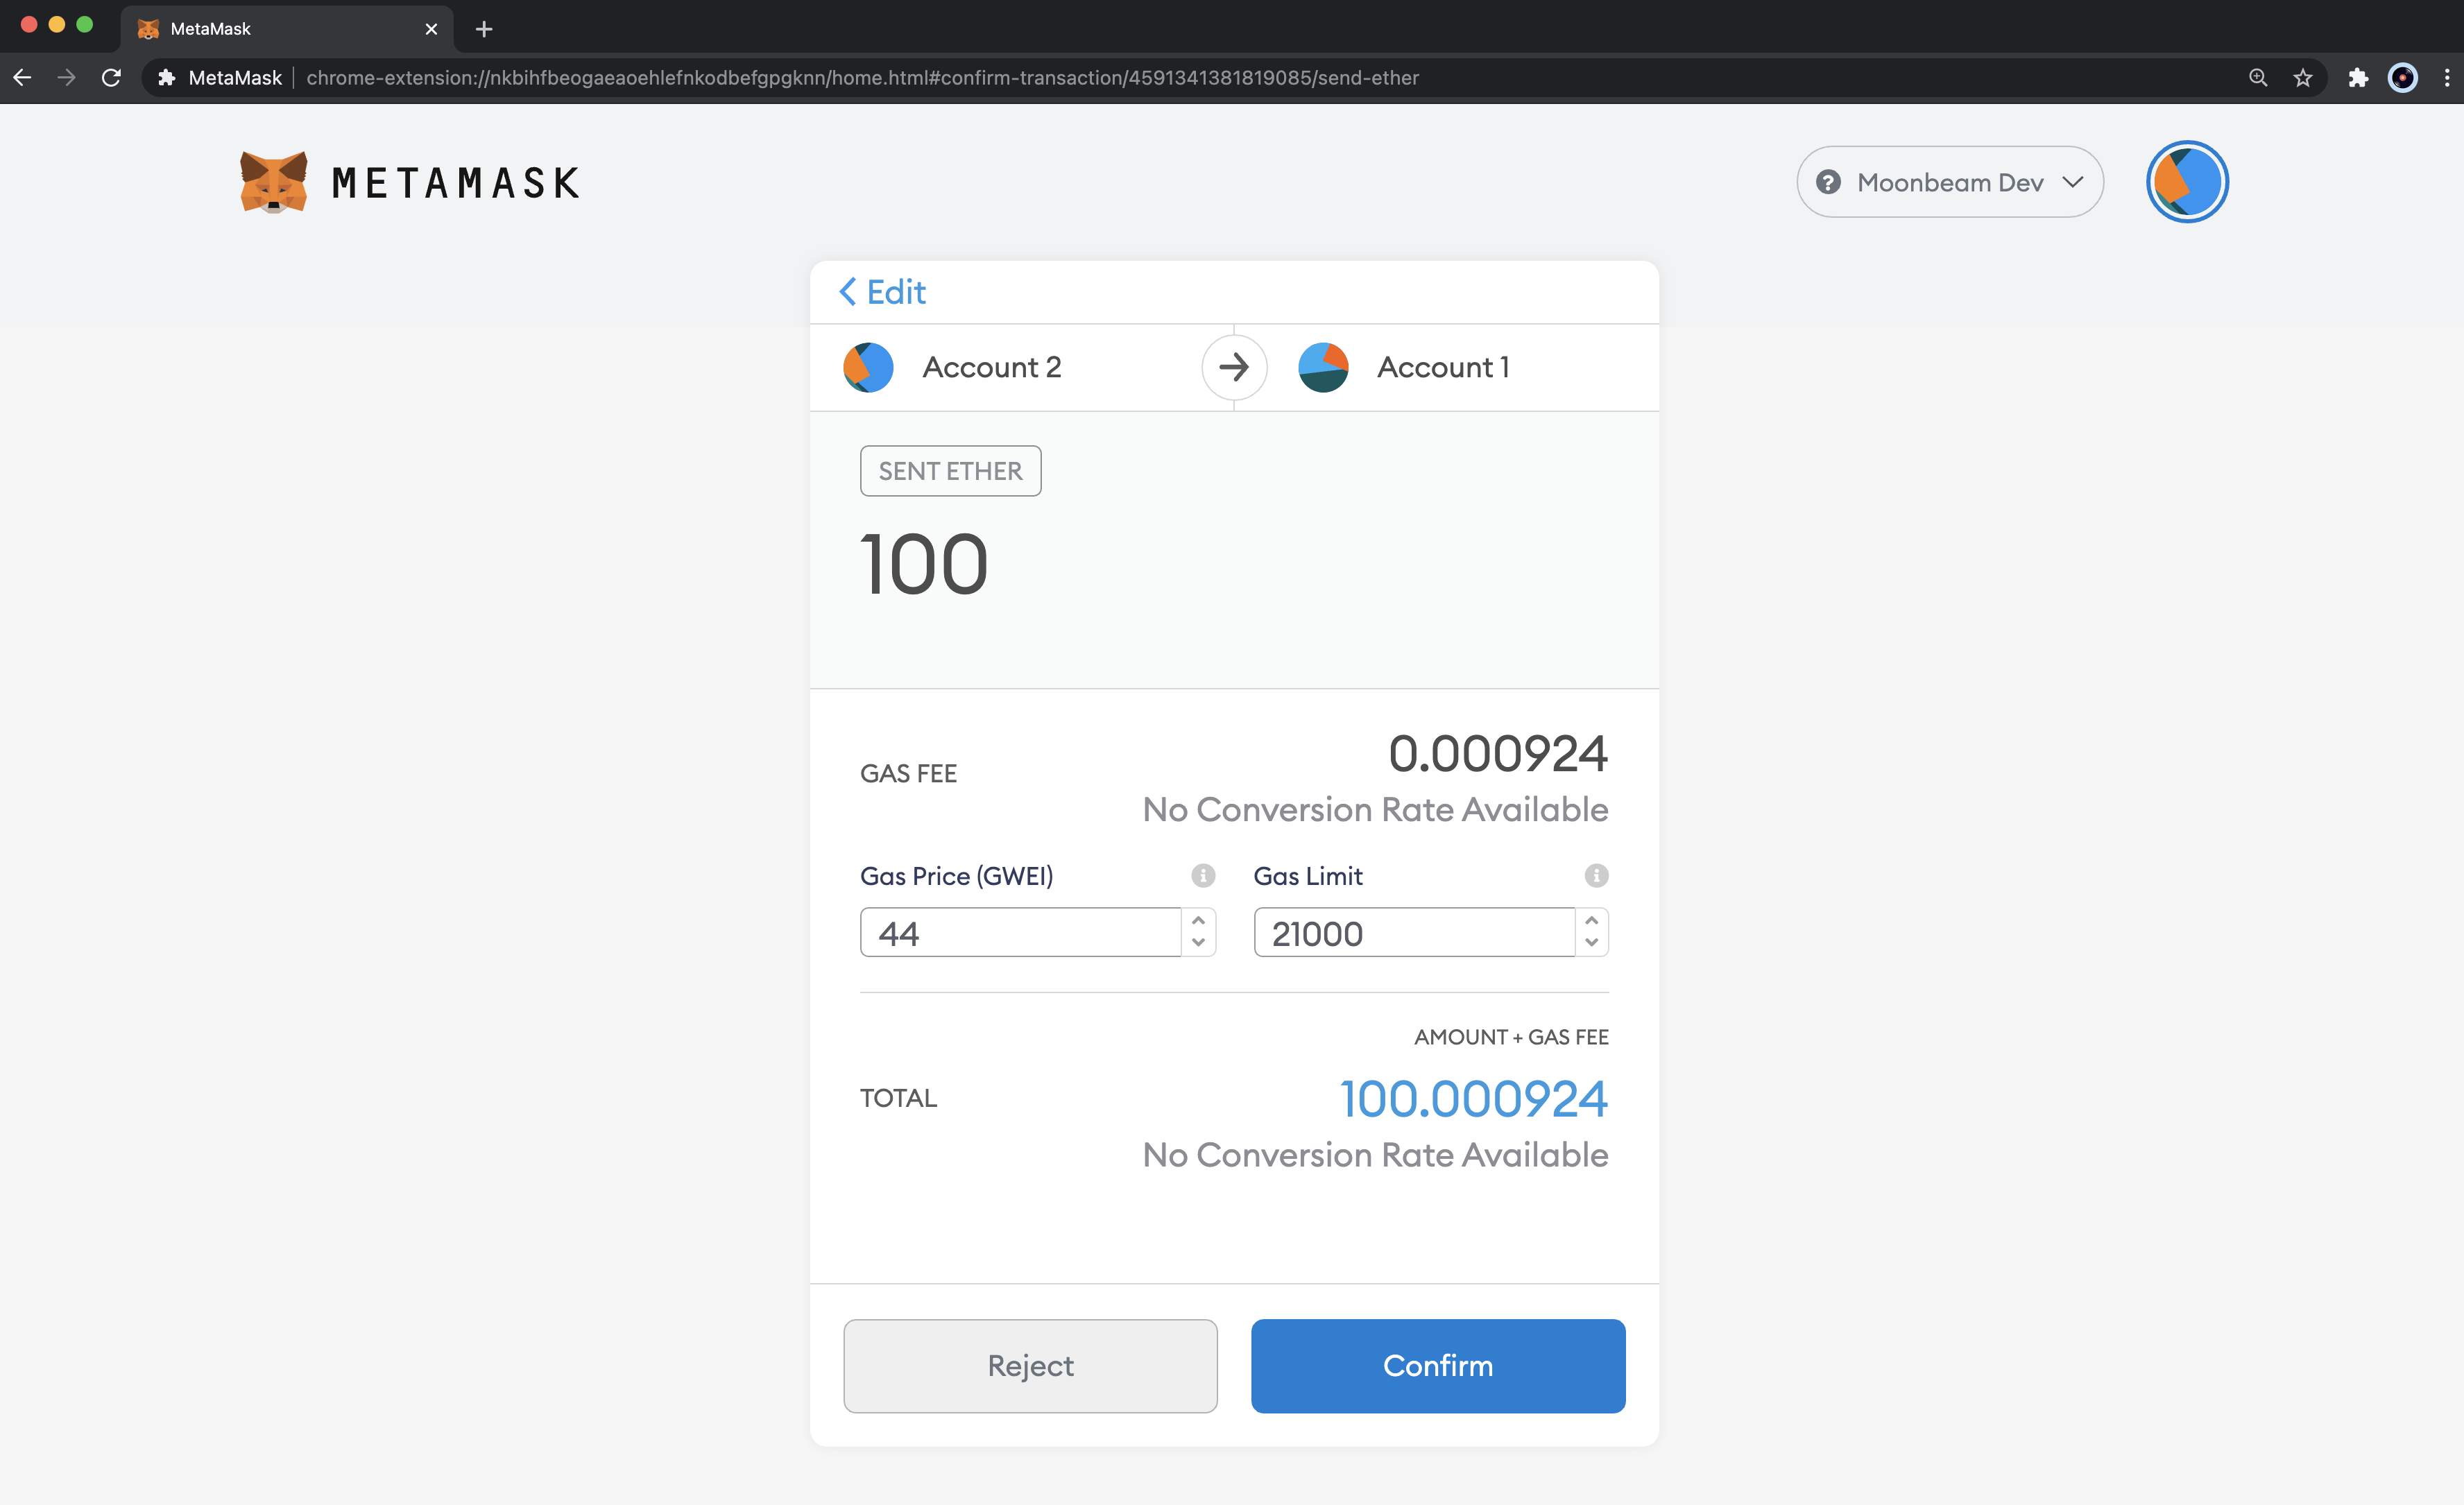 MetaMask
MetaMask
chrome-extension://nkbihfbeogaeaoehlefnkodbefgpgknn/home.html#confirm-transaction/4591341381819085/send-ether
METAMASK
Moonbeam Dev
Edit
Account 2
Account 1
SENT ETHER
100
GAS FEE
0.000924
No Conversion Rate Available
Gas Price (GWEI)
Gas Limit
44
21000
AMOUNT + GAS FEE
TOTAL
100.000924
No Conversion Rate Available
Reject
Confirm